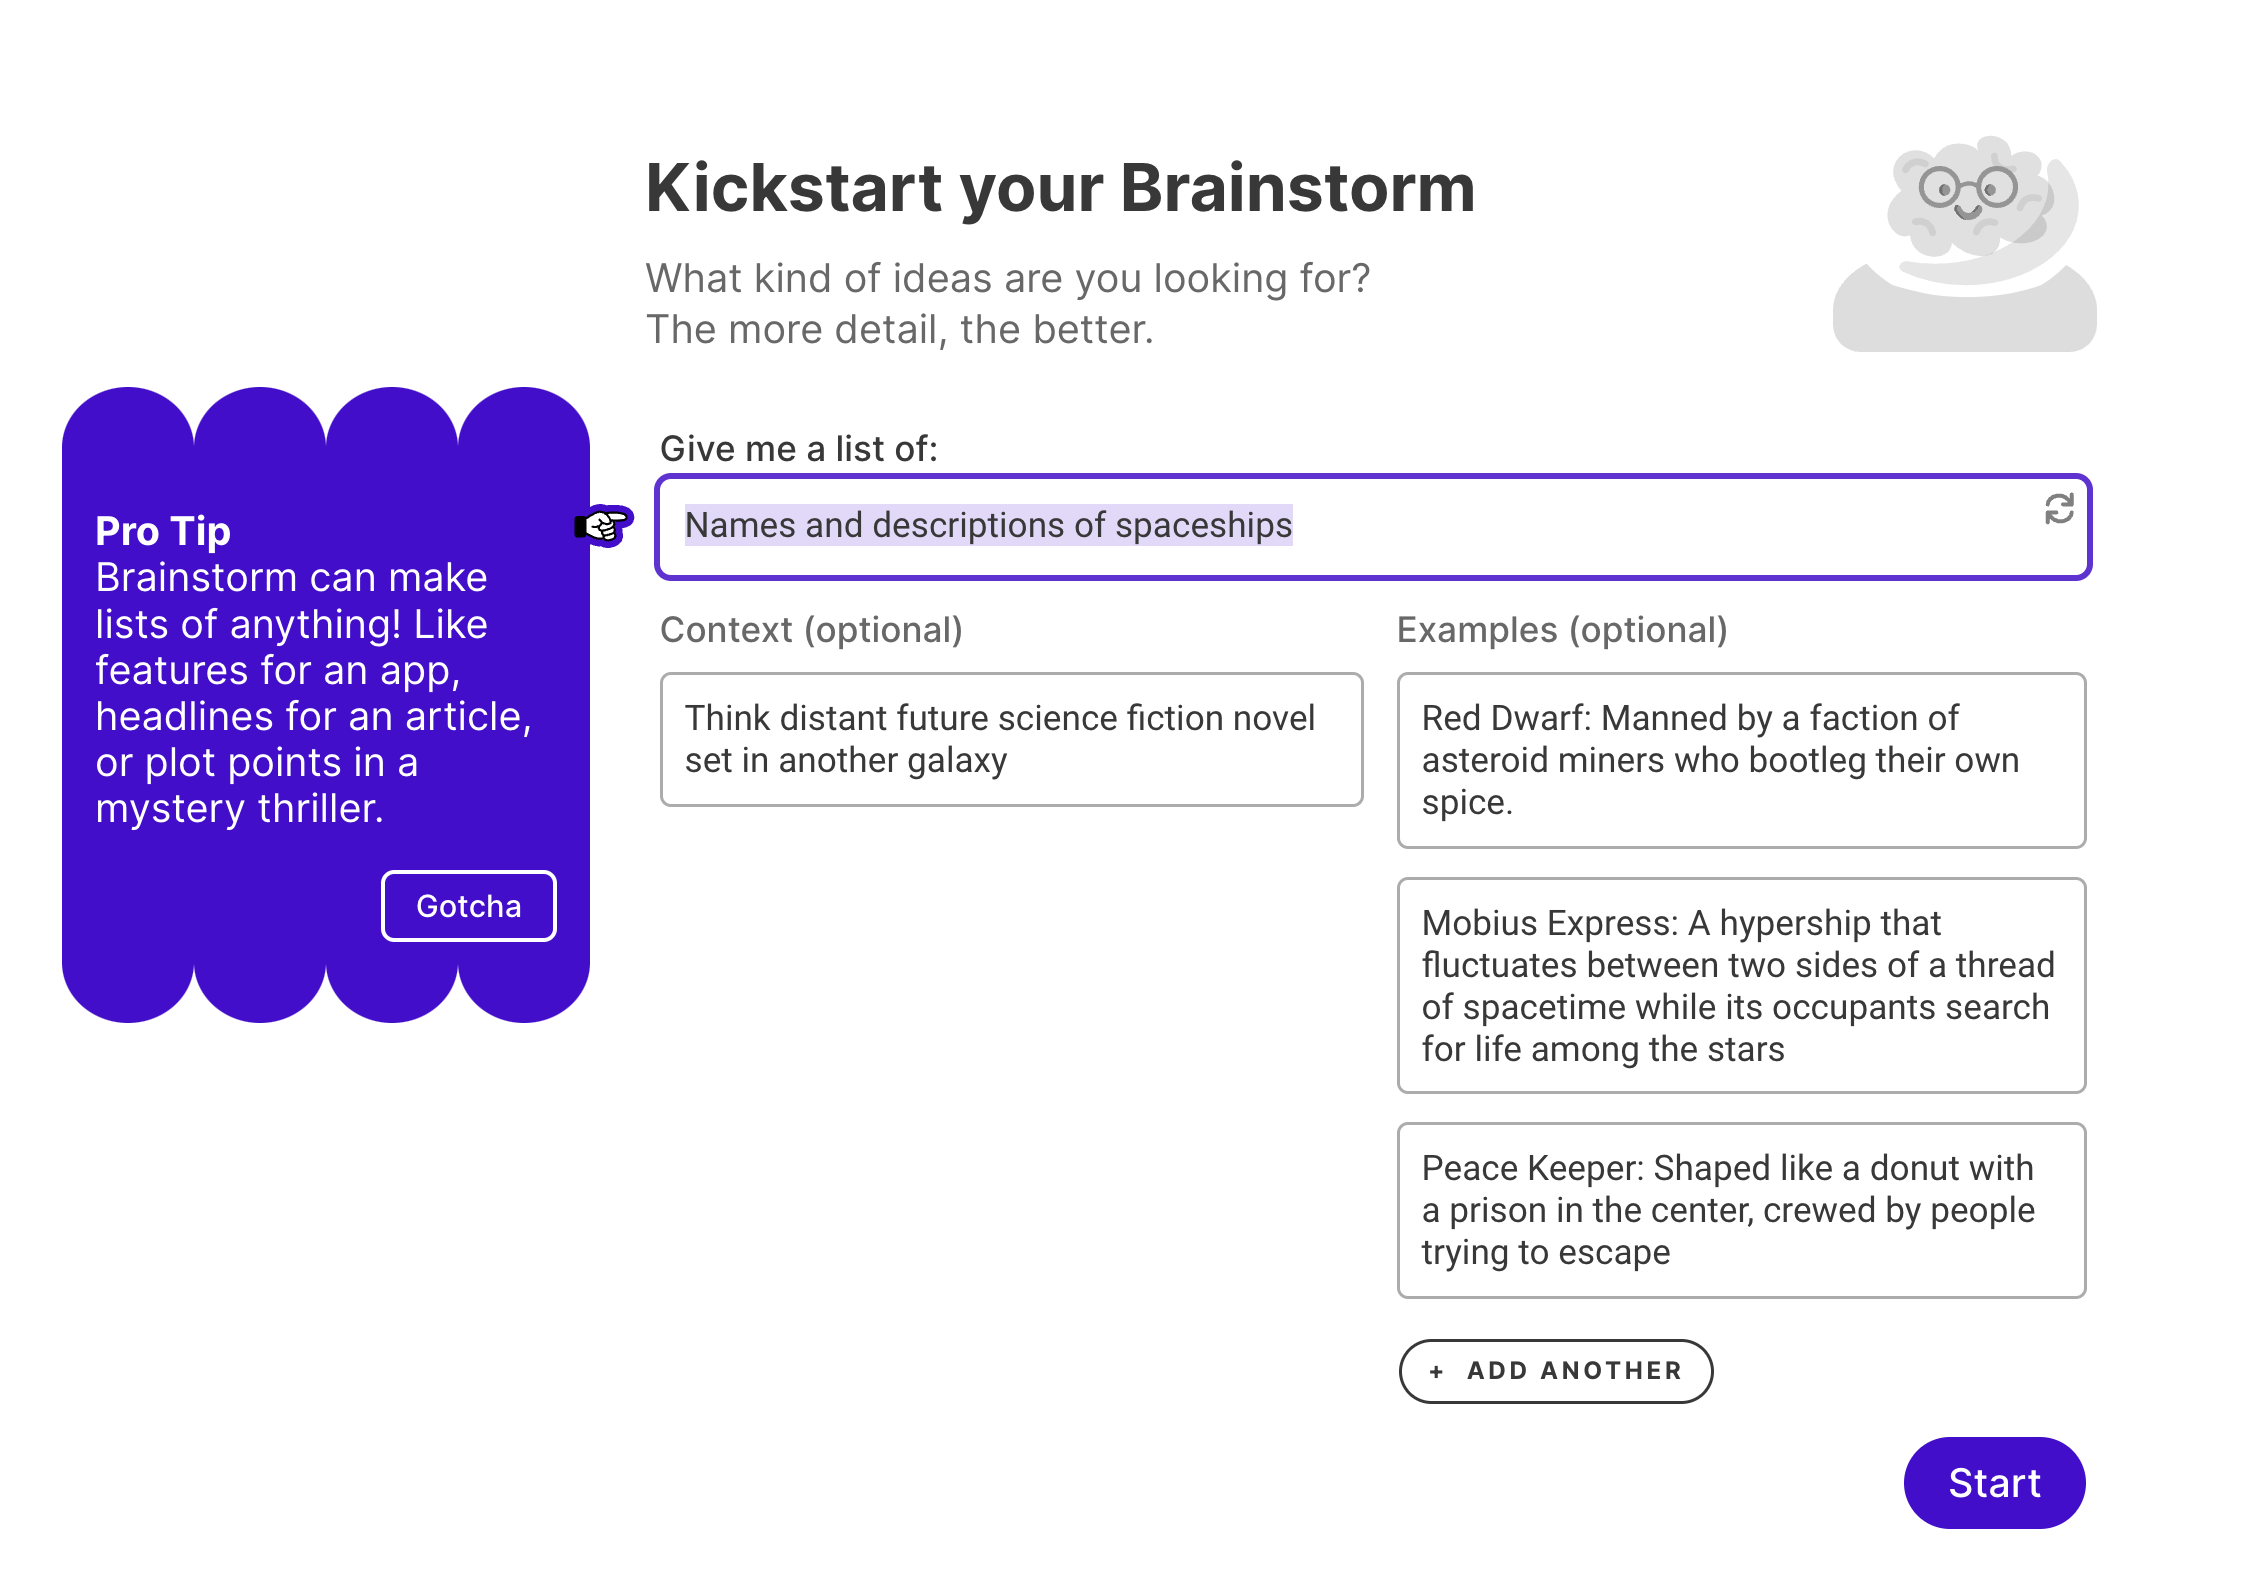 Kickstart your Brainstorm
What kind of ideas are you looking for?
The more detail, the better.
Pro Tip
Brainstorm can make
lists of anything! Like
features for an app,
headlines for an article,
or plot points in a
mystery thriller.
Gotcha
Give me a list of:
Names and descriptions of spaceships
Context (optional)
Think distant future science fiction novel
set in another galaxy
Examples (optional)
Red Dwarf: Manned by a faction of
asteroid miners who bootleg their own
spice.
Mobius Express: A hypership that
fluctuates between two sides of a thread
of spacetime while its occupants search
for life among the stars
Peace Keeper: Shaped like a donut with
a prison in the center, crewed by people
trying to escape
+ ADD ANOTHER
Start